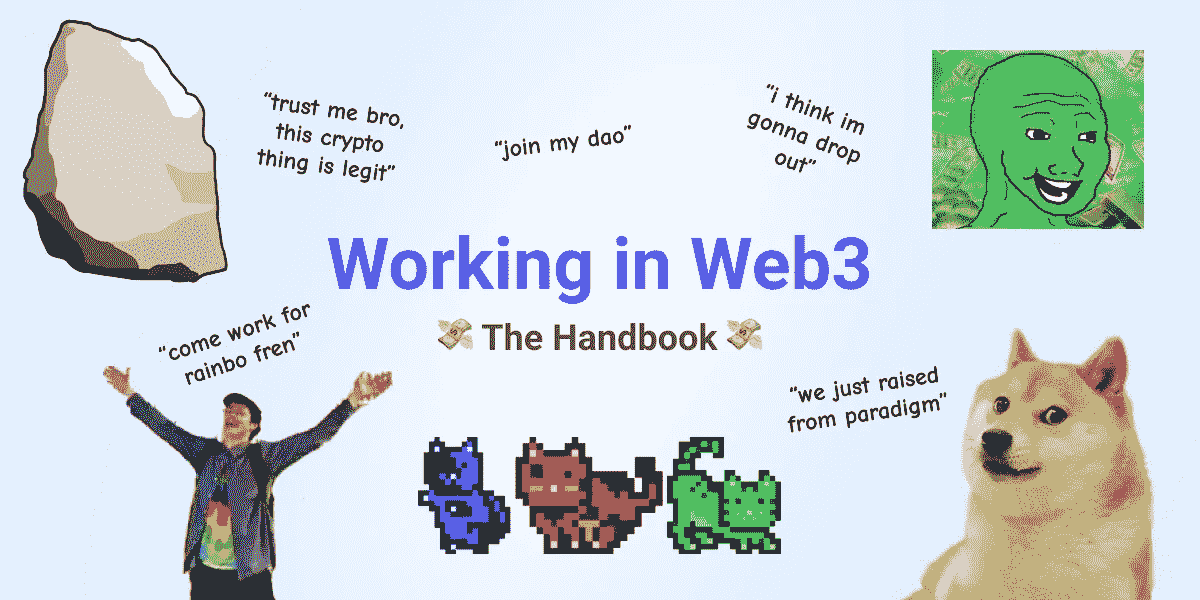 “trust me bro,
this crypto
thing is legit”
“join my dao”
“i think im
gonna drop
out”
Working in Web3
💸 The Handbook 💸
“come work for
rainbo fren”
“we just raised
from paradigm”